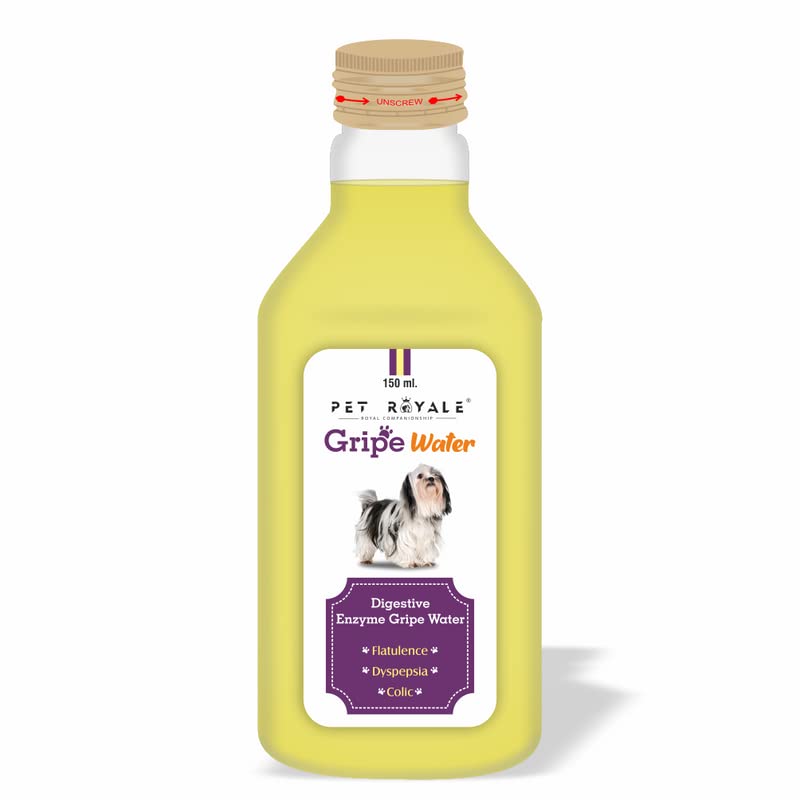 UNSCREW
150 ml.
PET ROYALE®
ROYAL COMPANIONSHIP
Gripe Water
Digestive
Enzyme Gripe Water
Flatulence
Dyspepsia
Colic